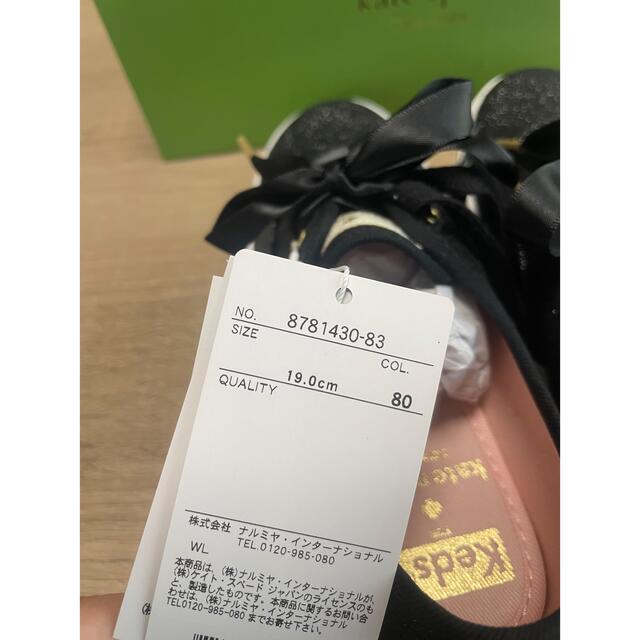 NO. 8781430-83
SIZE COL.
19.0cm 80
QUALITY
株式会社 ナルミヤ・インターナショナル
TEL.0120-985-080
WL
本商品は、(株)ナルミヤ・インターナショナルが、
(株)ケイト・スペード ジャパンのライセンスのも
と、製造したものです。本商品に関するお問い合
わせは、(株)ナルミヤ・インターナショナル
TEL0120-985-080 までお寄せ下さい。
kate
Keds